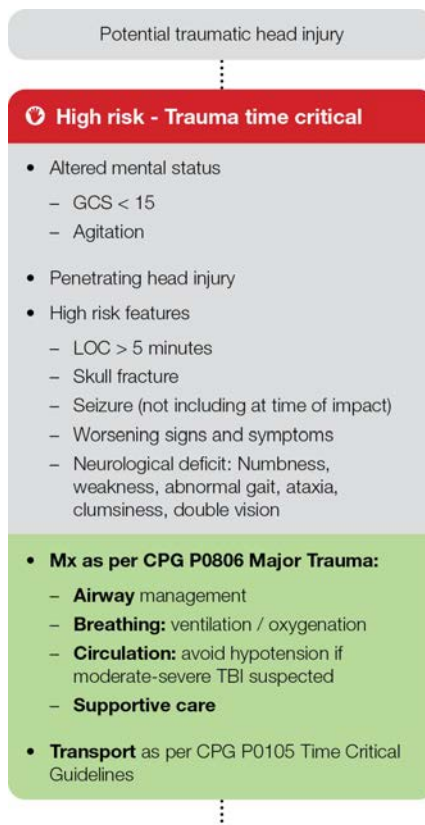 Potential traumatic head injury
High risk - Trauma time critical
• Altered mental status
– GCS < 15
– Agitation
• Penetrating head injury
• High risk features
– LOC > 5 minutes
– Skull fracture
– Seizure (not including at time of impact)
– Worsening signs and symptoms
– Neurological deficit: Numbness,
weakness, abnormal gait, ataxia,
clumsiness, double vision
• Mx as per CPG P0806 Major Trauma:
– Airway management
– Breathing: ventilation / oxygenation
– Circulation: avoid hypotension if
moderate-severe TBI suspected
– Supportive care
• Transport as per CPG P0105 Time Critical
Guidelines